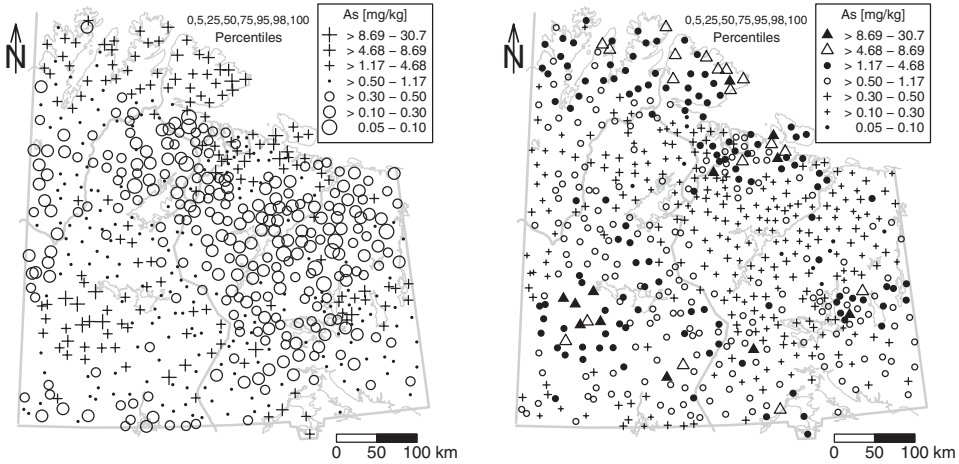 0,5,25,50,75,95,98,100
Percentiles
As [mg/kg]
> 8.69 – 30.7
> 4.68 – 8.69
> 1.17 – 4.68
> 0.50 – 1.17
> 0.30 – 0.50
> 0.10 – 0.30
0.05 – 0.10
N
0 50 100 km
0,5,25,50,75,95,98,100
Percentiles
As [mg/kg]
> 8.69 – 30.7
> 4.68 – 8.69
> 1.17 – 4.68
> 0.50 – 1.17
> 0.30 – 0.50
> 0.10 – 0.30
0.05 – 0.10
N
0 50 100 km